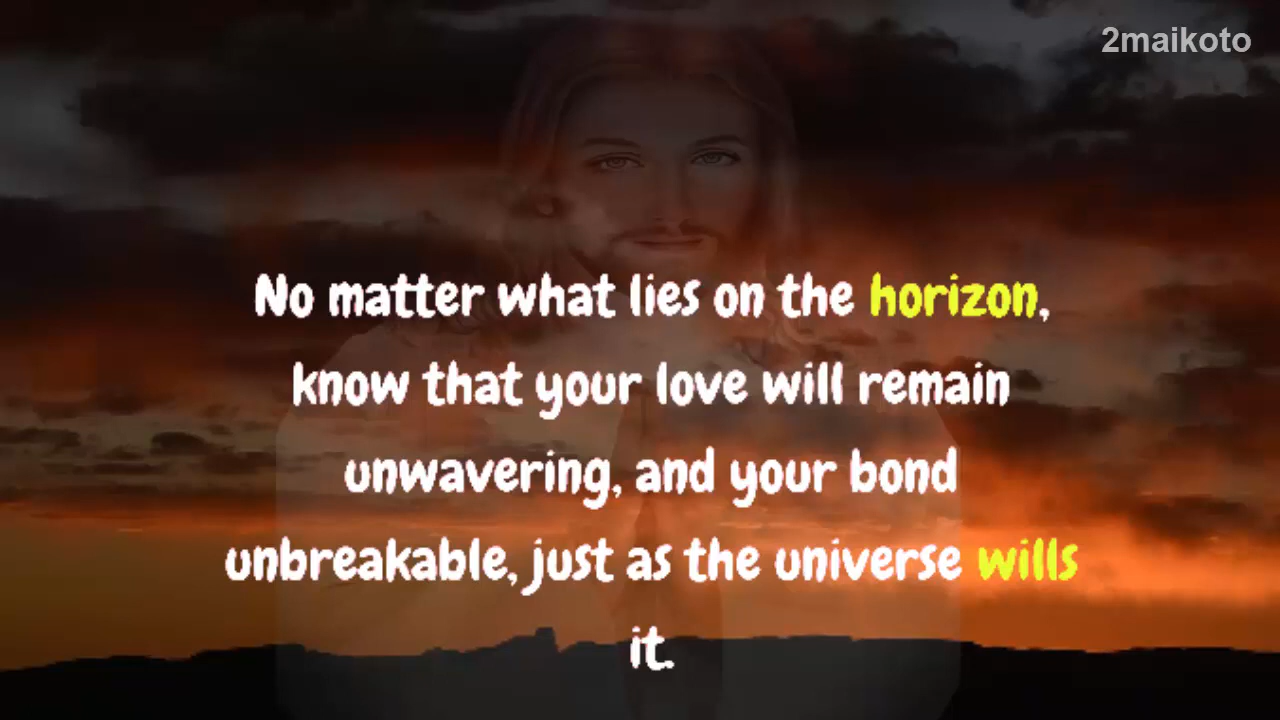 2maikoto
No matter what lies on the horizon,
know that your love will remain
unwavering, and your bond
unbreakable, just as the universe wills
it.